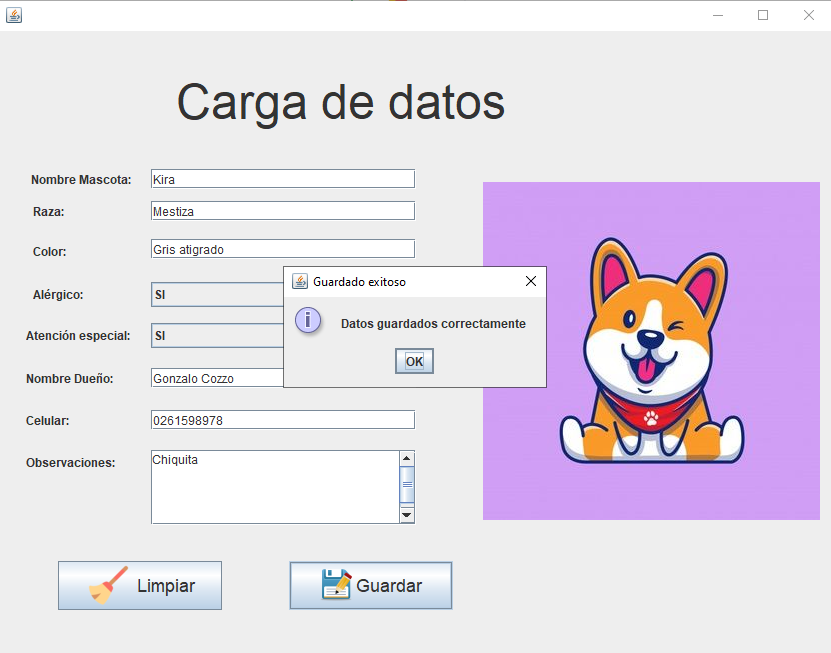 Carga de datos
Nombre Mascota: Kira
Raza: Mestiza
Color: Gris atigrado
Guardado exitoso
Alérgico: SI
Datos guardados correctamente
Atención especial: SI
OK
Nombre Dueño: Gonzalo Cozzo
Celular: 0261598978
Observaciones: Chiquita
Limpiar
Guardar